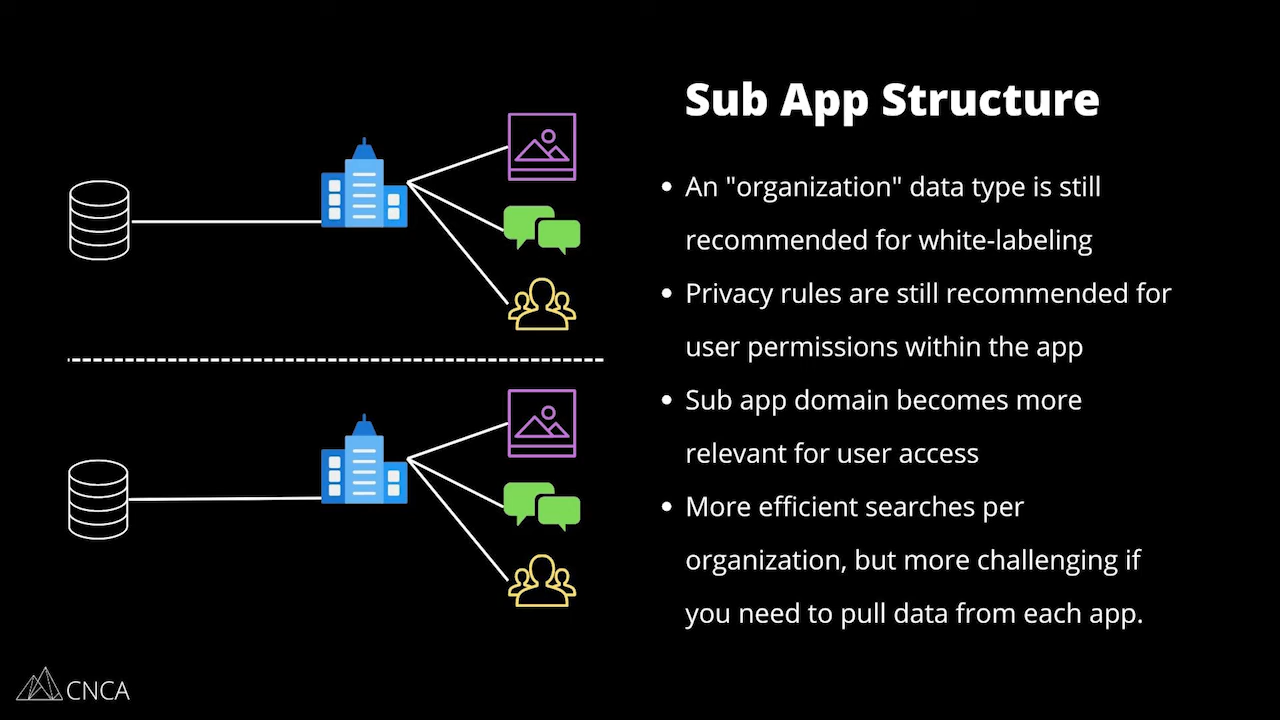 Sub App Structure
• An "organization" data type is still
recommended for white-labeling
• Privacy rules are still recommended for
user permissions within the app
• Sub app domain becomes more
relevant for user access
• More efficient searches per
organization, but more challenging if
you need to pull data from each app.
CNCA